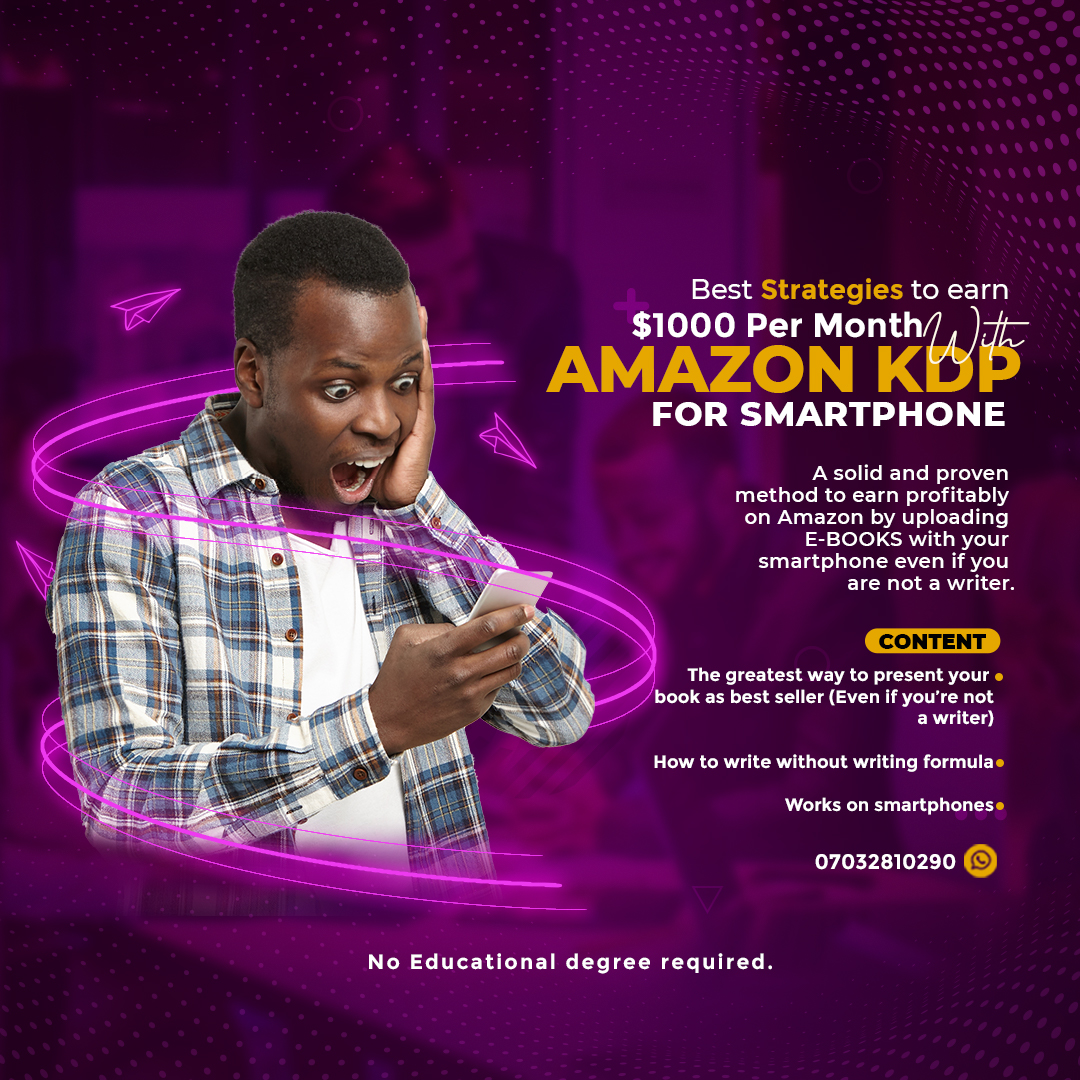 Best Strategies to earn
$1000 Per Month With
AMAZON KDP
FOR SMARTPHONE
A solid and proven
method to earn profitably
on Amazon by uploading
E-BOOKS with your
smartphone even if you
are not a writer.
CONTENT
The greatest way to present your
book as best seller (Even if you’re not
a writer)
How to write without writing formula
Works on smartphones
07032810290
No Educational degree required.